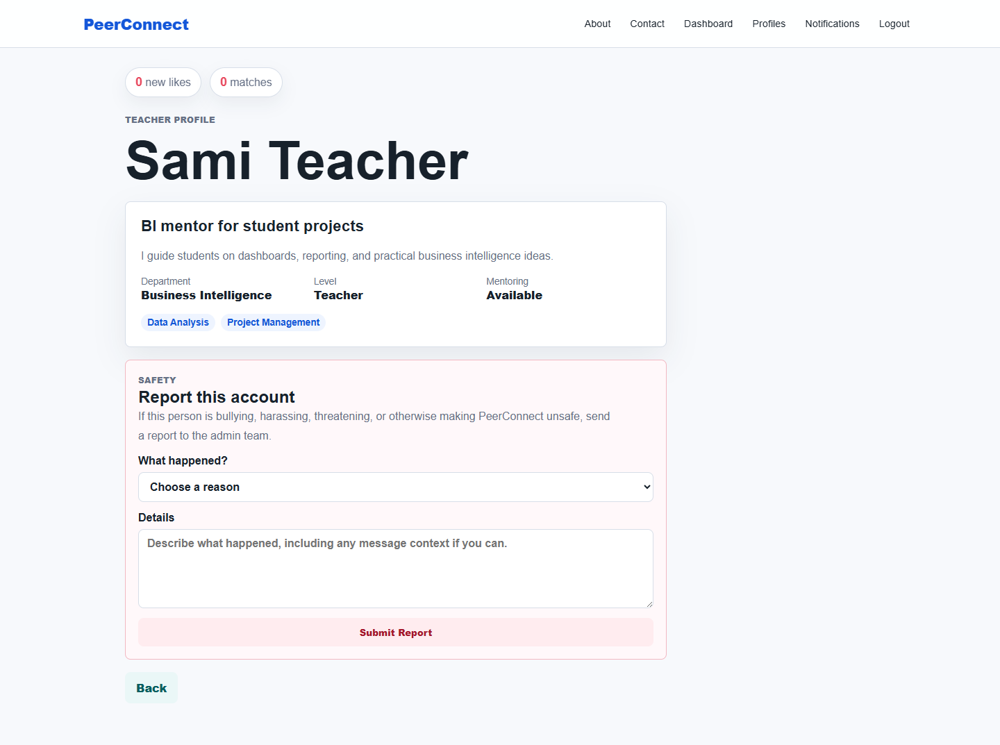 PeerConnect
About Contact Dashboard Profiles Notifications Logout
0 new likes 0 matches
TEACHER PROFILE
Sami Teacher
BI mentor for student projects
I guide students on dashboards, reporting, and practical business intelligence ideas.
Department Level Mentoring
Business Intelligence Teacher Available
Data Analysis Project Management
SAFETY
Report this account
If this person is bullying, harassing, threatening, or otherwise making PeerConnect unsafe, send
a report to the admin team.
What happened?
Choose a reason
Details
Describe what happened, including any message context if you can.
Submit Report
Back